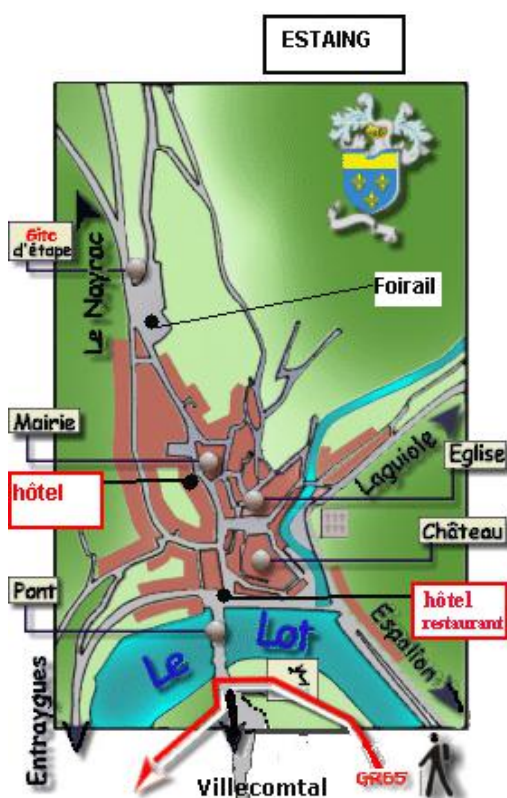 ESTAING
Gite
d'étape
Le Nayrac
Foirail
Mairie
hôtel
Laguiole
Eglise
Château
Pont
hôtel
restaurant
Le Lot
Espalion
Entraygues
Villecomtal
GR65